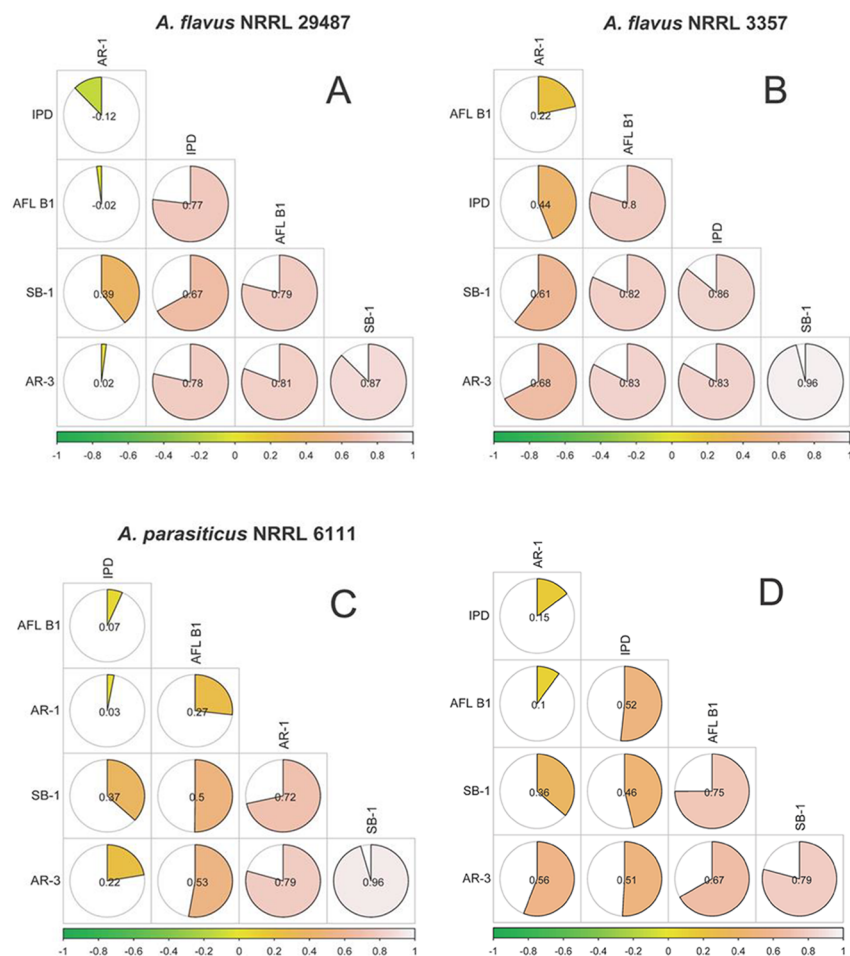 A. flavus NRRL 29487
AR-1
A
IPD
-0.12
IPD
AFL B1
-0.02
0.77
AFL B1
SB-1
0.39
0.67
0.79
SB-1
AR-3
0.02
0.78
0.81
0.87
-1 -0.8 -0.6 -0.4 -0.2 0 0.2 0.4 0.6 0.8 1
A. flavus NRRL 3357
AR-1
B
AFL B1
0.22
AFL B1
IPD
0.44
0.8
IPD
SB-1
0.61
0.82
0.86
SB-1
AR-3
0.68
0.83
0.83
0.96
-1 -0.8 -0.6 -0.4 -0.2 0 0.2 0.4 0.6 0.8 1
A. parasiticus NRRL 6111
IPD
C
AFL B1
0.07
AFL B1
AR-1
0.03
0.27
AR-1
SB-1
0.37
0.5
0.72
SB-1
AR-3
0.22
0.53
0.79
0.96
-1 -0.8 -0.6 -0.4 -0.2 0 0.2 0.4 0.6 0.8 1
AR-1
D
IPD
0.15
IPD
AFL B1
0.1
0.52
AFL B1
SB-1
0.36
0.46
0.75
SB-1
AR-3
0.56
0.51
0.67
0.79
-1 -0.8 -0.6 -0.4 -0.2 0 0.2 0.4 0.6 0.8 1